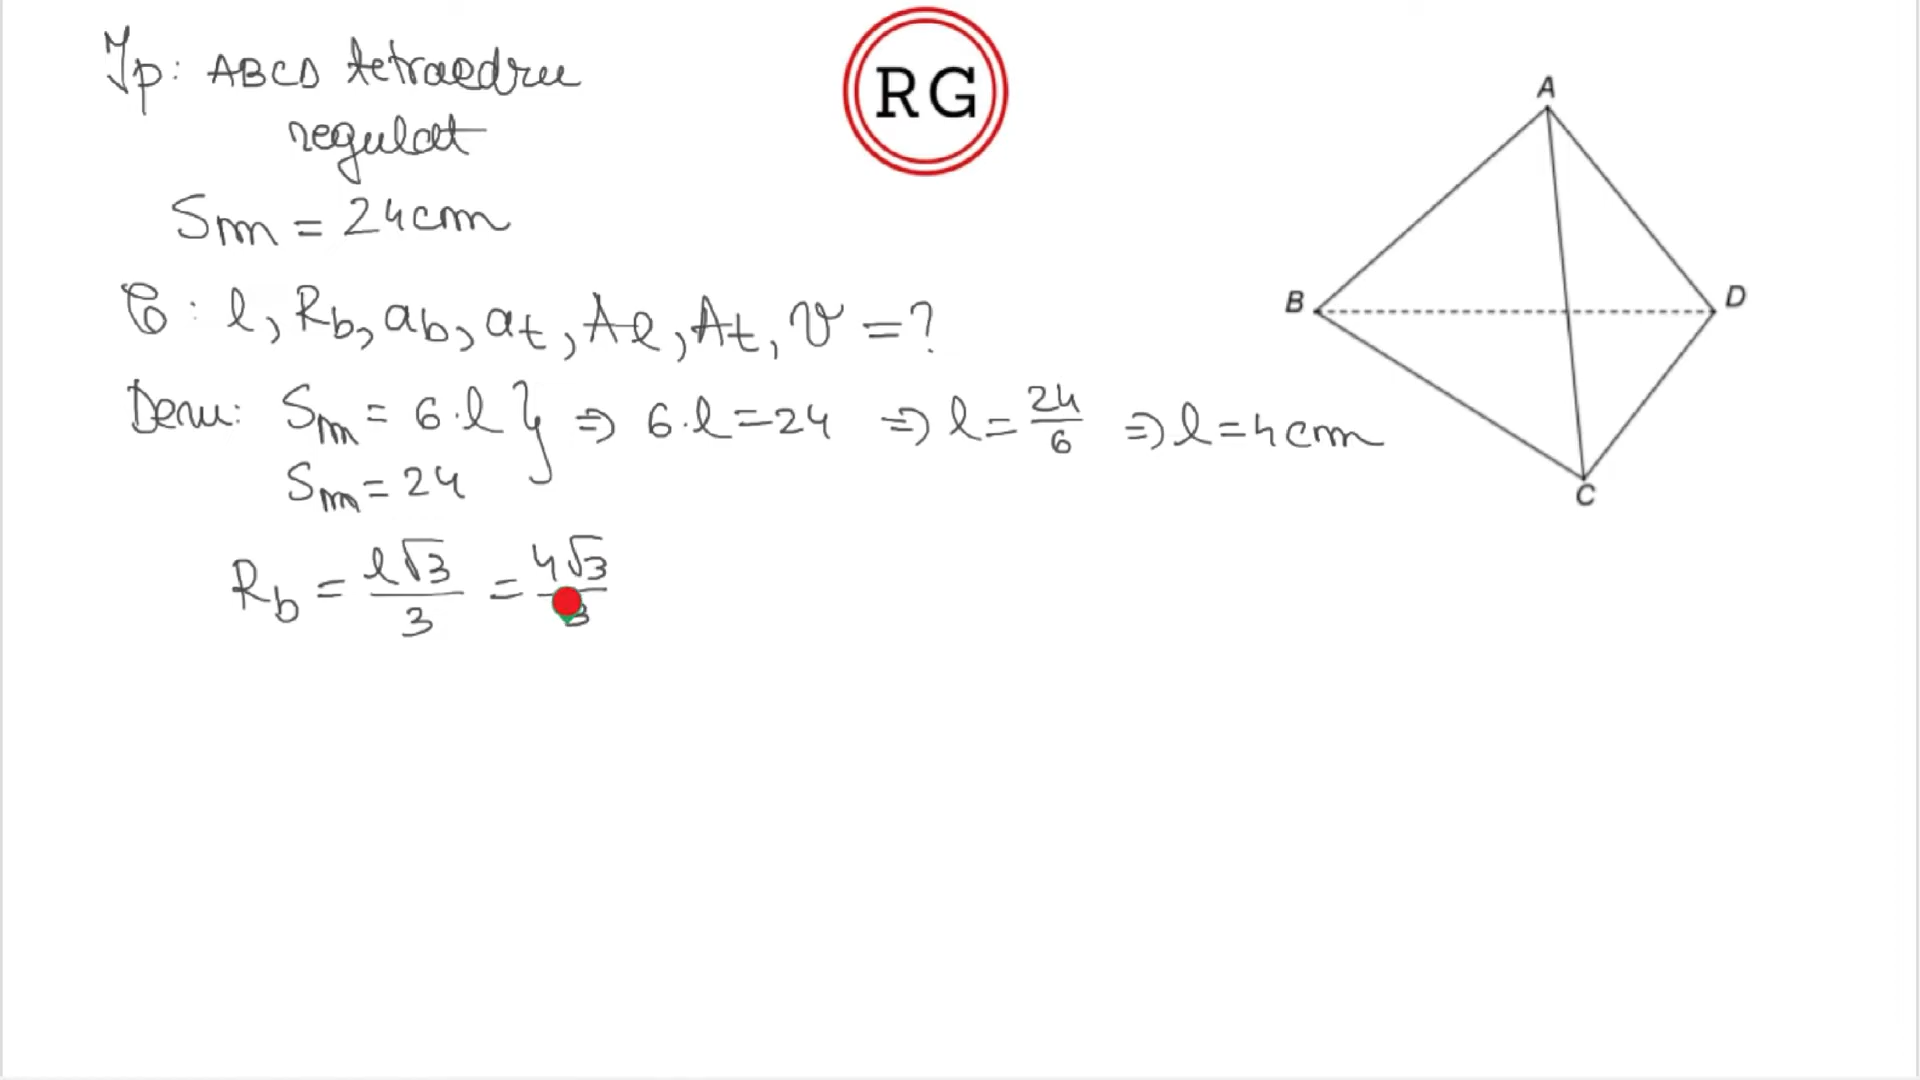 Ip: ABCD tetraedru
regulat
Sm = 24cm
C: l, Rb, ab, at, Al, At, V = ?
Dem: Sm = 6·l } ⇒ 6·l = 24 ⇒ l = 24/6 ⇒ l = 4cm
Sm = 24
Rb = l√3/3 = 4√3/3
RG
A
B
D
C